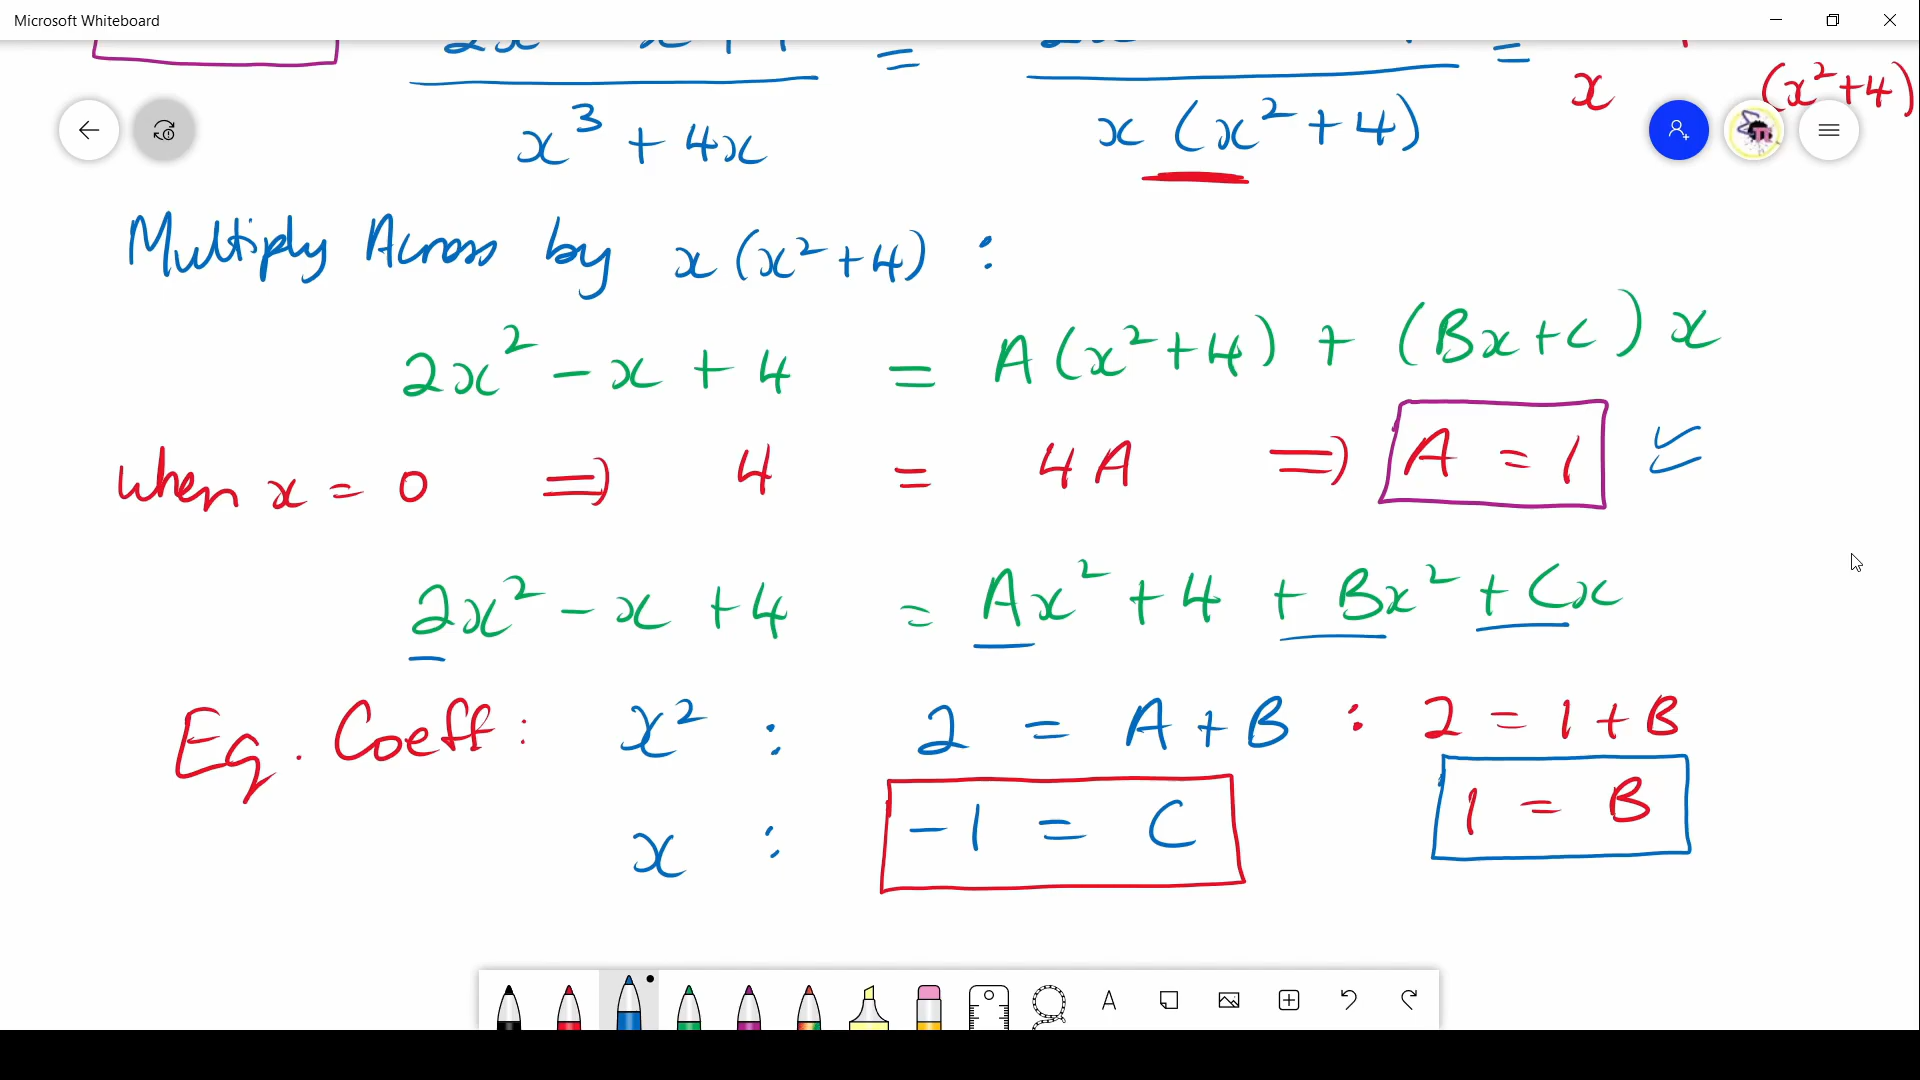 Microsoft Whiteboard
= =
x³ + 4x x (x² + 4) x (x²+4)
Multiply Across by x (x² + 4) :
2x² - x + 4 = A (x² + 4) + (Bx + C) x
when x = 0 ⇒ 4 = 4A ⇒ A = 1
2x² - x + 4 = Ax² + 4 + Bx² + Cx
Eq. Coeff : x² : 2 = A + B : 2 = 1 + B
1 = B
x : -1 = C
A